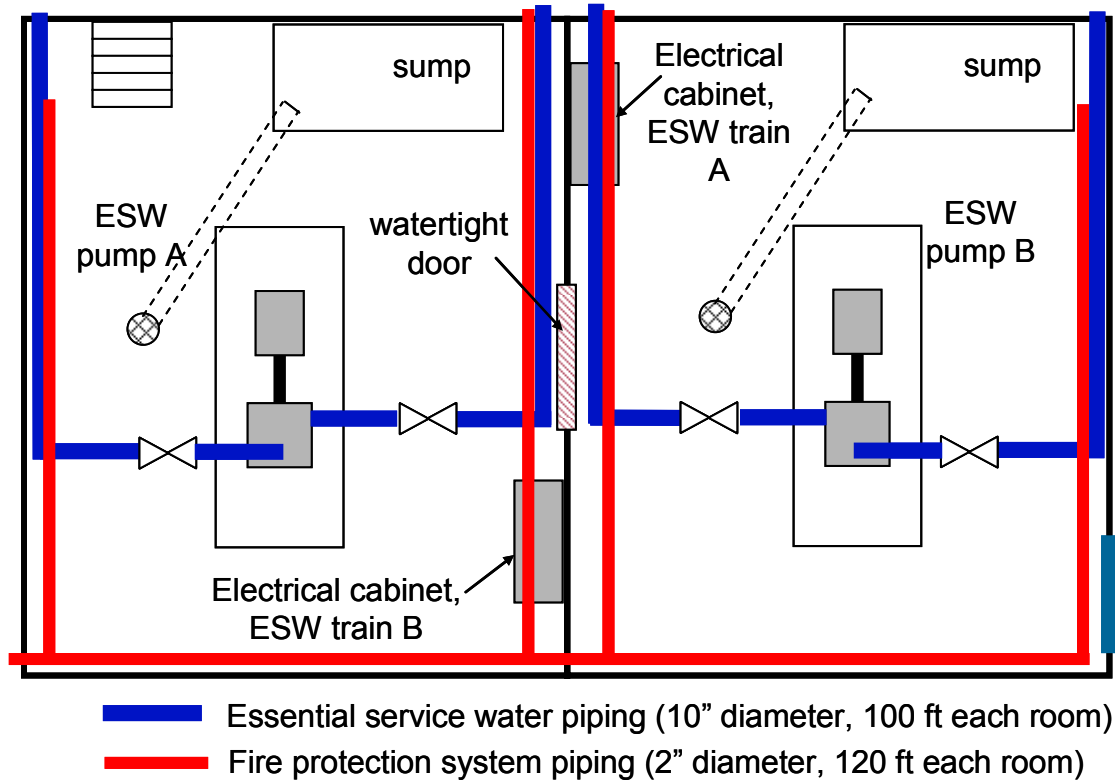 sump
Electrical
cabinet,
ESW train
A
sump
ESW
pump A
watertight
door
ESW
pump B
Electrical cabinet,
ESW train B
Essential service water piping (10” diameter, 100 ft each room)
Fire protection system piping (2” diameter, 120 ft each room)